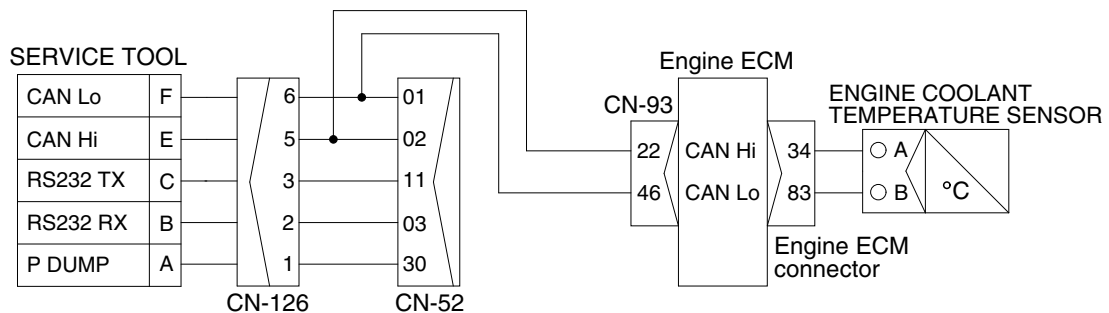 SERVICE TOOL
CAN Lo F 6 01
CAN Hi E 5 02
RS232 TX C 3 11
RS232 RX B 2 03
P DUMP A 1 30
CN-126
CN-52
Engine ECM
CN-93
22 CAN Hi 34
46 CAN Lo 83
Engine ECM
connector
ENGINE COOLANT
TEMPERATURE SENSOR
A
B
°C